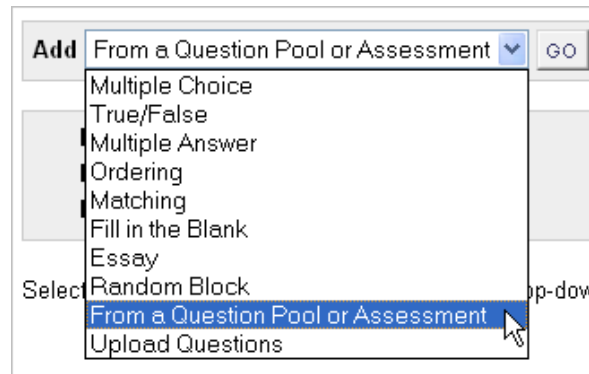 Add From a Question Pool or Assessment GO
Multiple Choice
True/False
Multiple Answer
Ordering
Matching
Fill in the Blank
Essay
Random Block
From a Question Pool or Assessment
Upload Questions